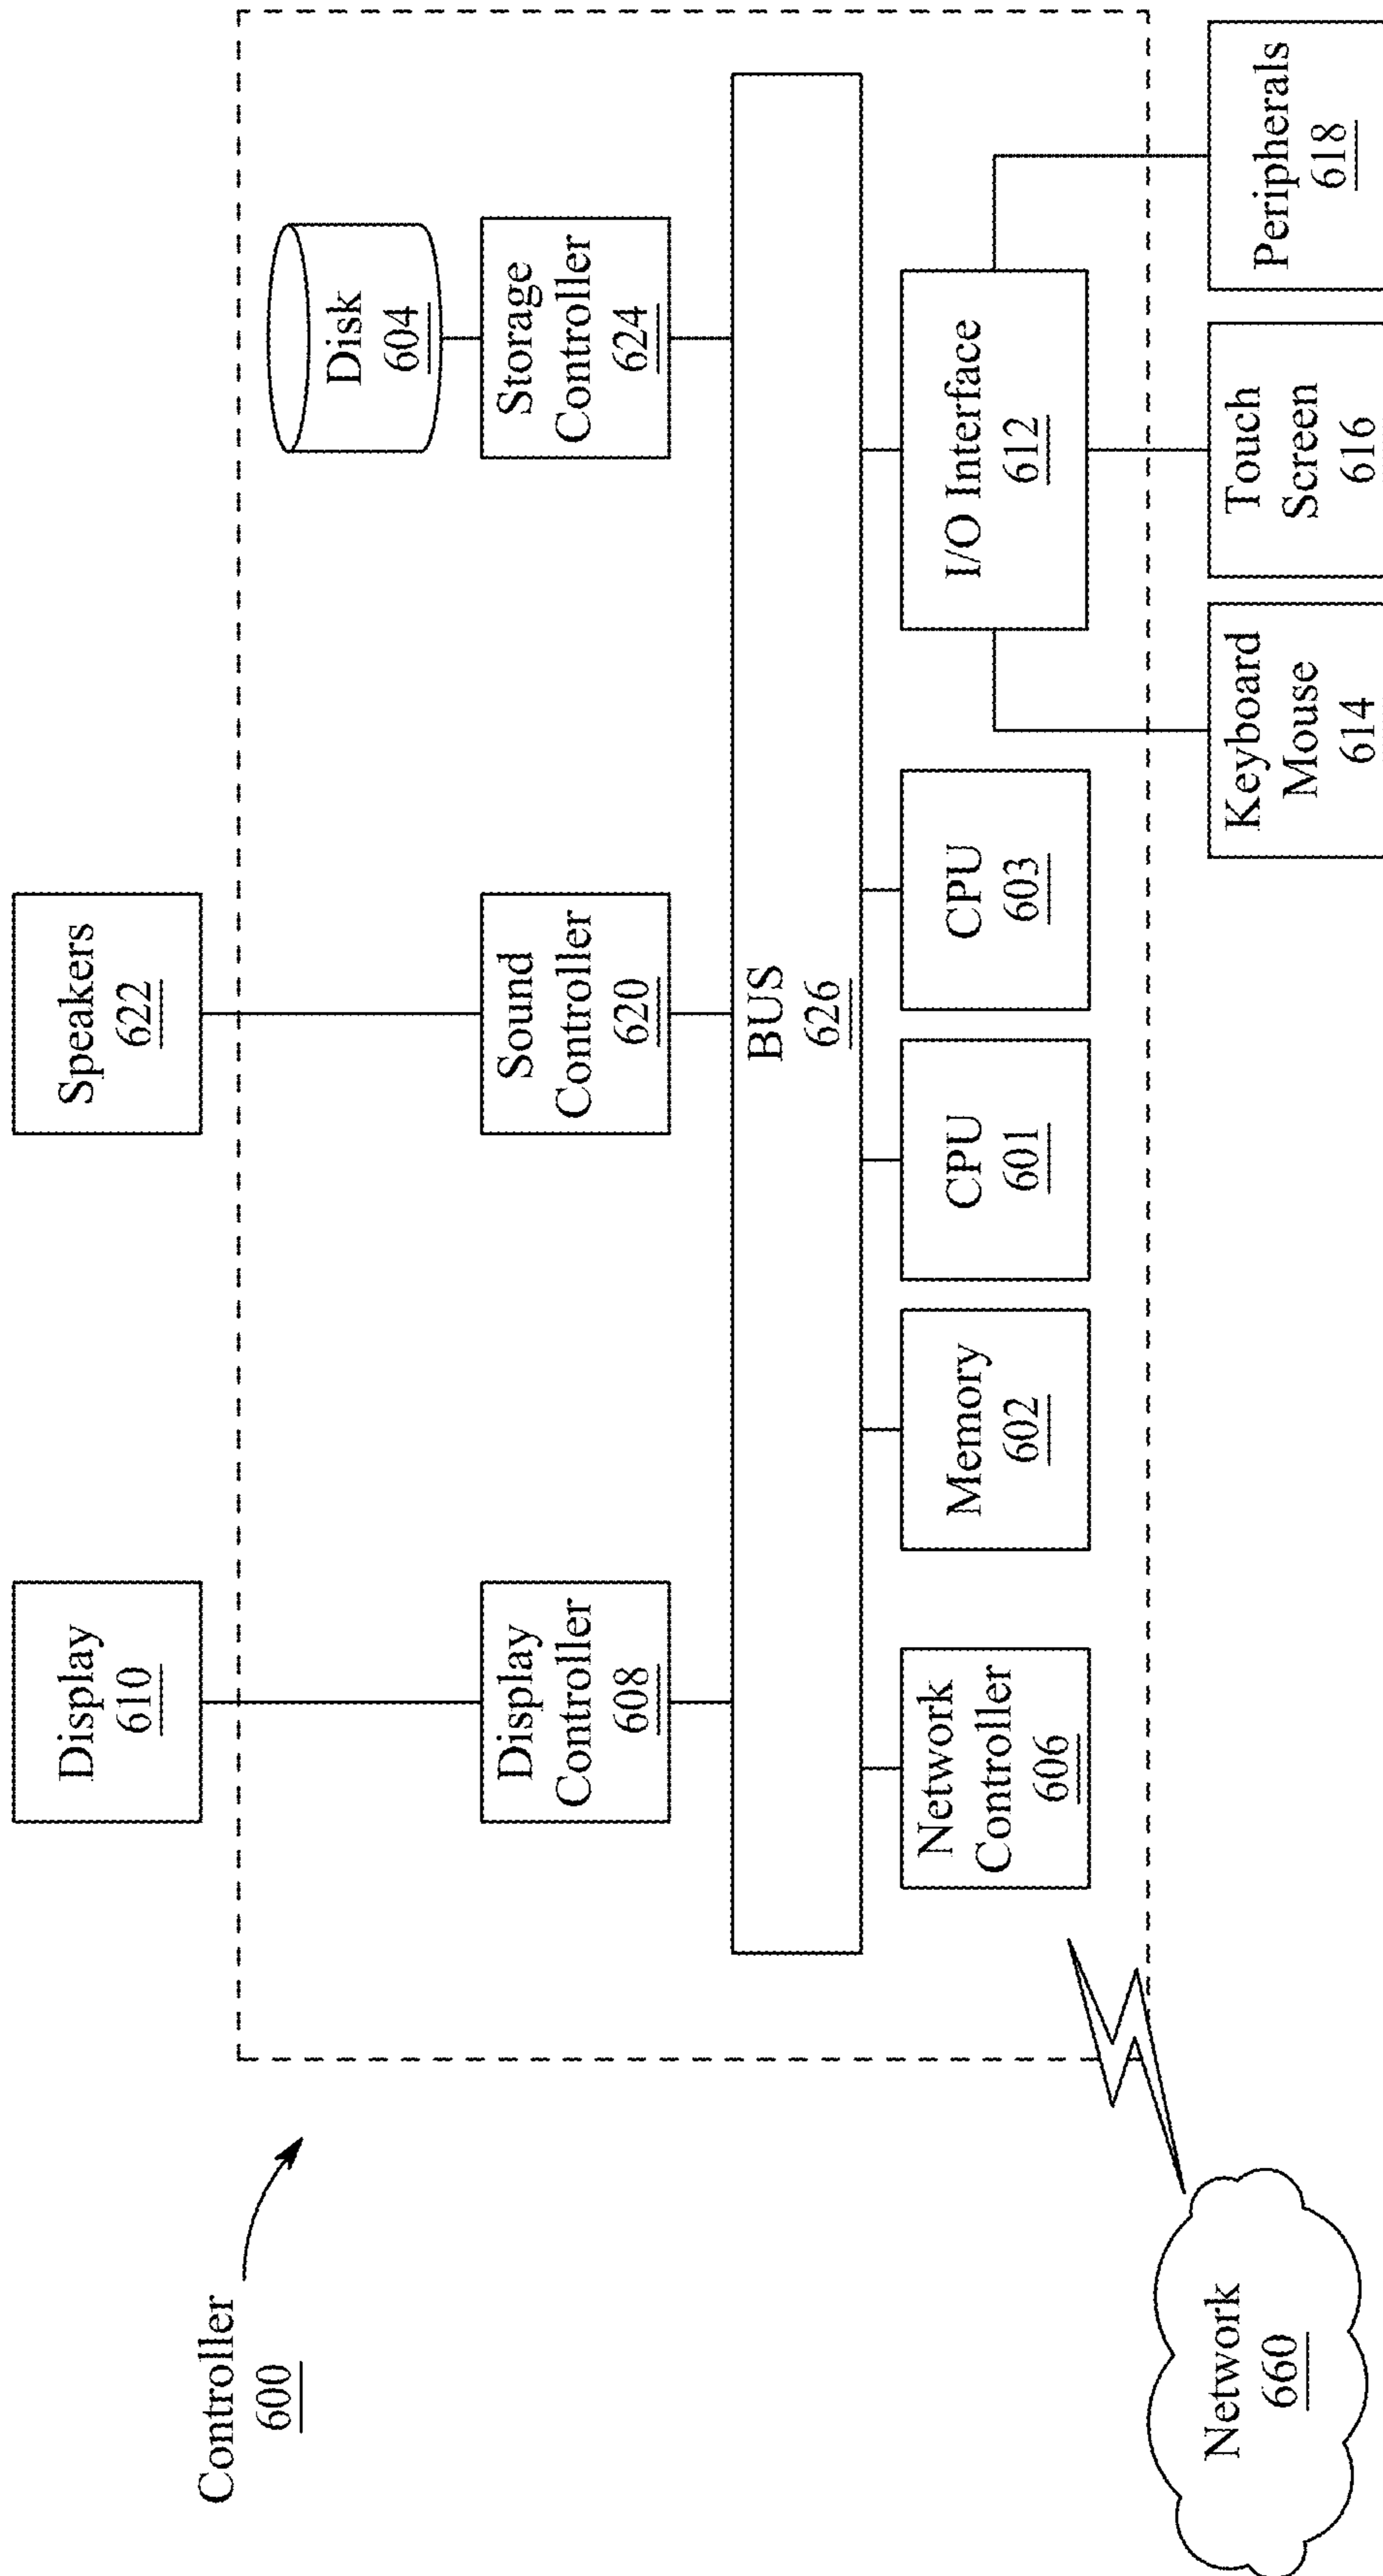 Controller
600
Display
610
Speakers
622
Disk
604
Display
Controller
608
Sound
Controller
620
Storage
Controller
624
BUS
626
Network
Controller
606
Memory
602
CPU
601
CPU
603
I/O Interface
612
Network
660
Keyboard
Mouse
614
Touch
Screen
616
Peripherals
618